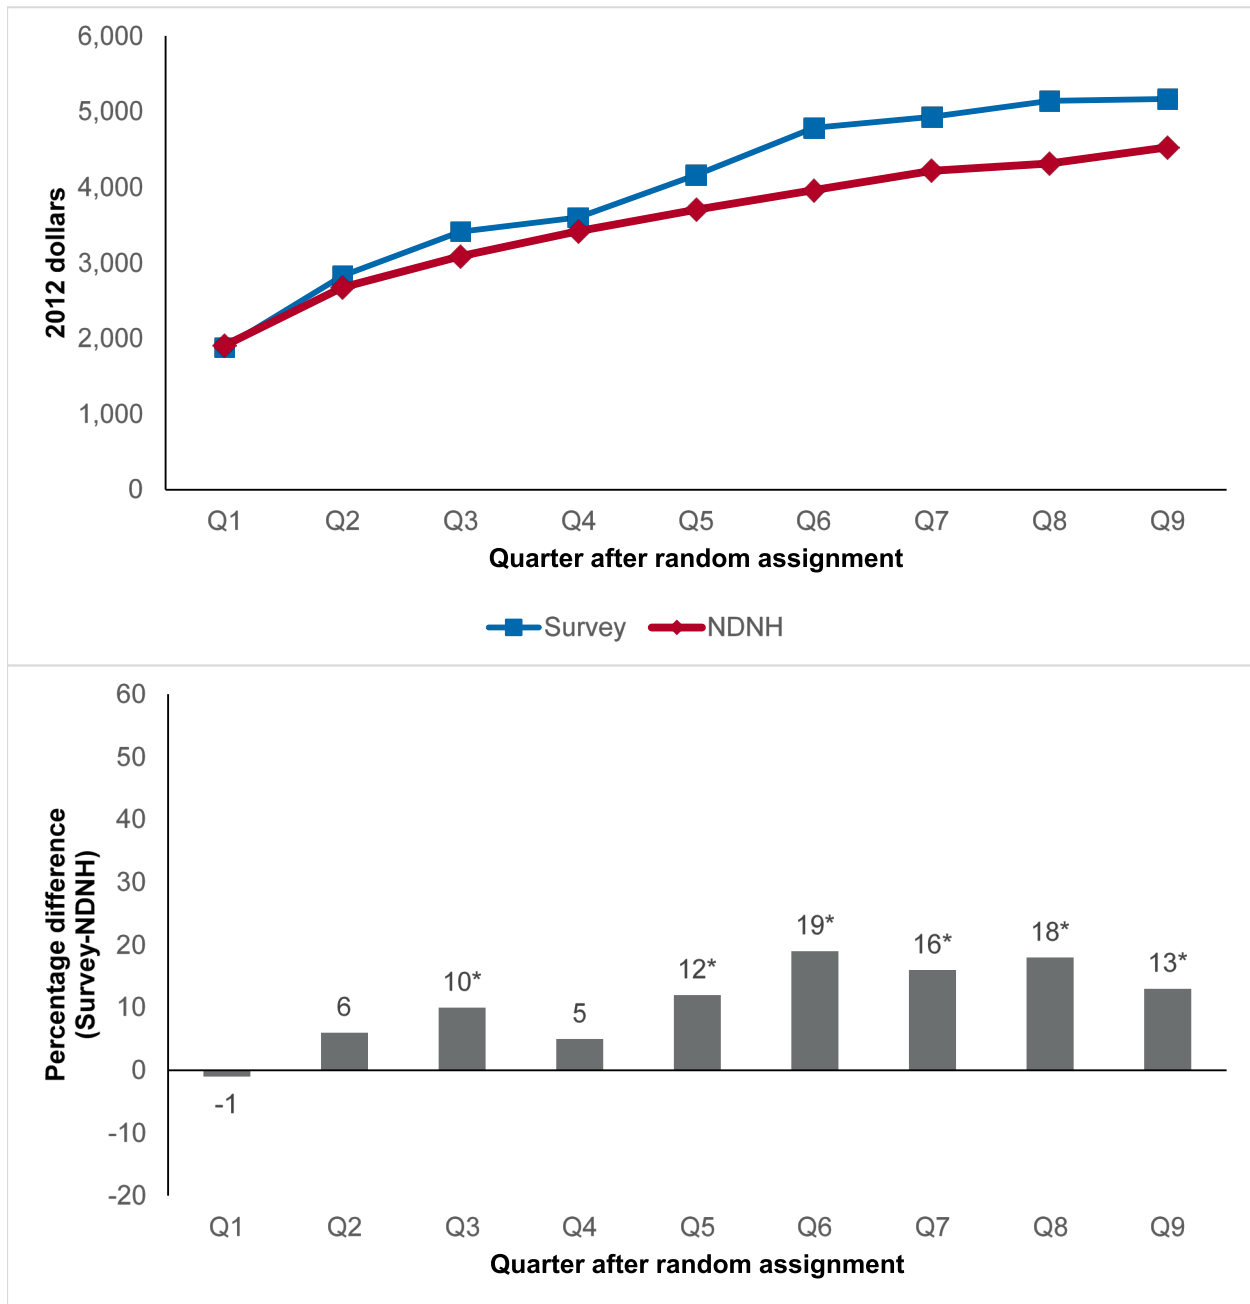 6,000
5,000
4,000
3,000
2,000
1,000
0
2012 dollars
Q1 Q2 Q3 Q4 Q5 Q6 Q7 Q8 Q9
Quarter after random assignment
Survey NDNH
60
50
40
30
20
10
0
-10
-20
Percentage difference
(Survey-NDNH)
-1 6 10* 5 12* 19* 16* 18* 13*
Q1 Q2 Q3 Q4 Q5 Q6 Q7 Q8 Q9
Quarter after random assignment